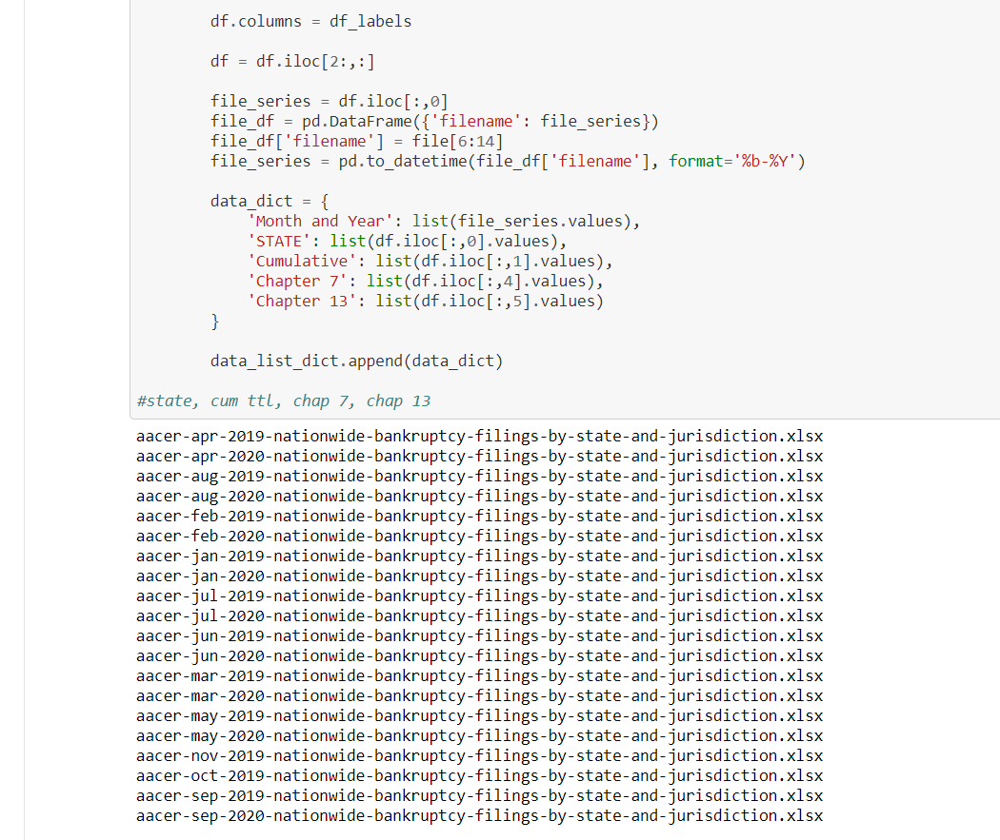 df.columns = df_labels
df = df.iloc[2:,:]
file_series = df.iloc[:,0]
file_df = pd.DataFrame({'filename': file_series})
file_df['filename'] = file[6:14]
file_series = pd.to_datetime(file_df['filename'], format='%b-%Y')
data_dict = {
'Month and Year': list(file_series.values),
'STATE': list(df.iloc[:,0].values),
'Cumulative': list(df.iloc[:,1].values),
'Chapter 7': list(df.iloc[:,4].values),
'Chapter 13': list(df.iloc[:,5].values)
}
data_list_dict.append(data_dict)
#state, cum ttl, chap 7, chap 13
aacer-apr-2019-nationwide-bankruptcy-filings-by-state-and-jurisdiction.xlsx
aacer-apr-2020-nationwide-bankruptcy-filings-by-state-and-jurisdiction.xlsx
aacer-aug-2019-nationwide-bankruptcy-filings-by-state-and-jurisdiction.xlsx
aacer-aug-2020-nationwide-bankruptcy-filings-by-state-and-jurisdiction.xlsx
aacer-feb-2019-nationwide-bankruptcy-filings-by-state-and-jurisdiction.xlsx
aacer-feb-2020-nationwide-bankruptcy-filings-by-state-and-jurisdiction.xlsx
aacer-jan-2019-nationwide-bankruptcy-filings-by-state-and-jurisdiction.xlsx
aacer-jan-2020-nationwide-bankruptcy-filings-by-state-and-jurisdiction.xlsx
aacer-jul-2019-nationwide-bankruptcy-filings-by-state-and-jurisdiction.xlsx
aacer-jul-2020-nationwide-bankruptcy-filings-by-state-and-jurisdiction.xlsx
aacer-jun-2019-nationwide-bankruptcy-filings-by-state-and-jurisdiction.xlsx
aacer-jun-2020-nationwide-bankruptcy-filings-by-state-and-jurisdiction.xlsx
aacer-mar-2019-nationwide-bankruptcy-filings-by-state-and-jurisdiction.xlsx
aacer-mar-2020-nationwide-bankruptcy-filings-by-state-and-jurisdiction.xlsx
aacer-may-2019-nationwide-bankruptcy-filings-by-state-and-jurisdiction.xlsx
aacer-may-2020-nationwide-bankruptcy-filings-by-state-and-jurisdiction.xlsx
aacer-nov-2019-nationwide-bankruptcy-filings-by-state-and-jurisdiction.xlsx
aacer-oct-2019-nationwide-bankruptcy-filings-by-state-and-jurisdiction.xlsx
aacer-sep-2019-nationwide-bankruptcy-filings-by-state-and-jurisdiction.xlsx
aacer-sep-2020-nationwide-bankruptcy-filings-by-state-and-jurisdiction.xlsx